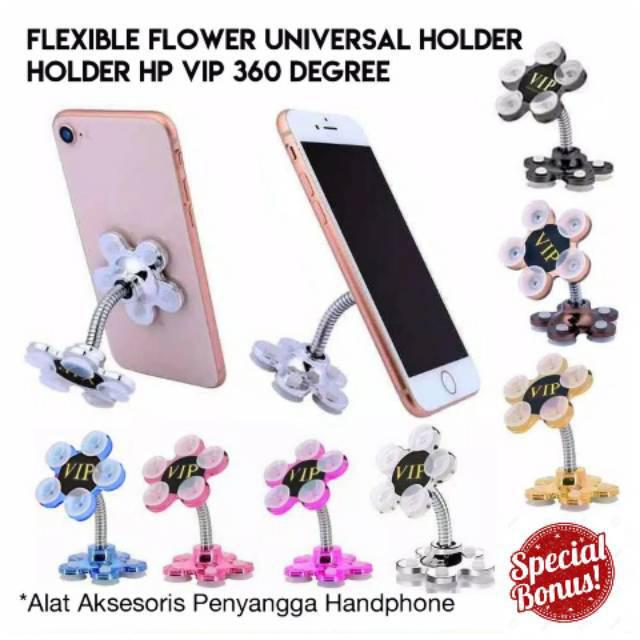 FLEXIBLE FLOWER UNIVERSAL HOLDER
HOLDER HP VIP 360 DEGREE
VIP
VIP
VIP
VIP
VIP
VIP
VIP
Special
Bonus!
*Alat Aksesoris Penyangga Handphone